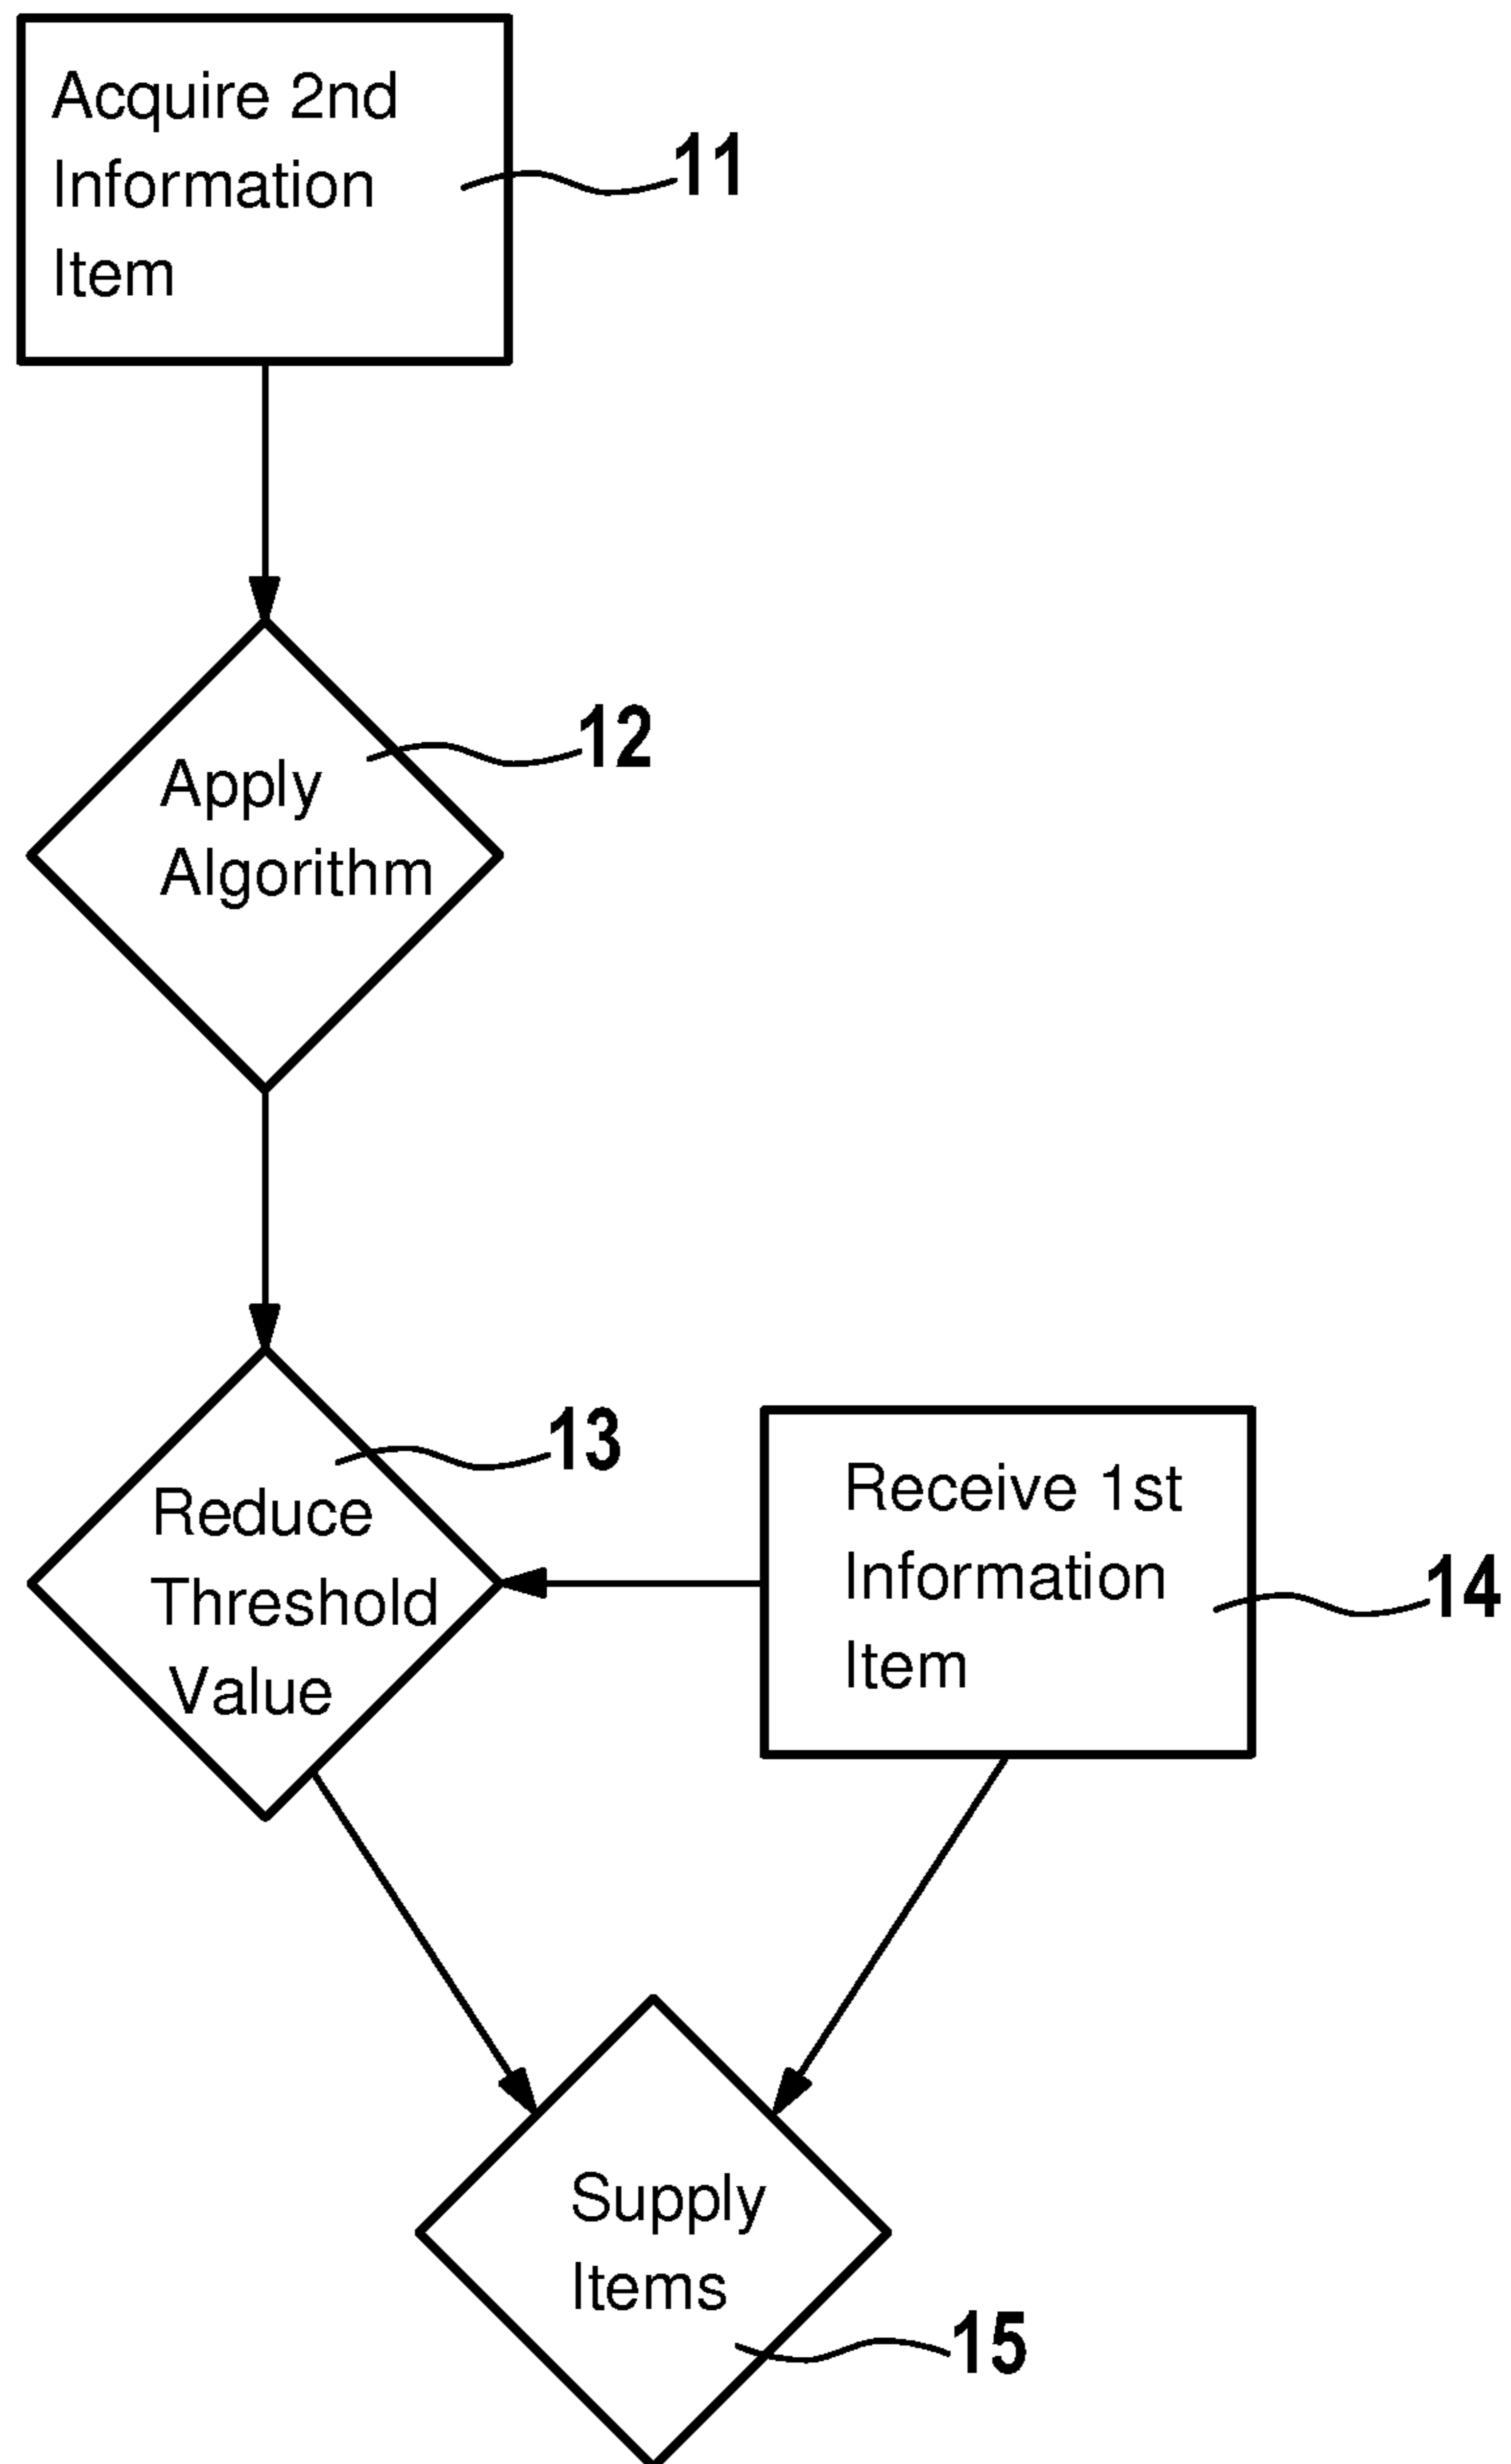 Acquire 2nd
Information
Item
11
12
Apply
Algorithm
13
Reduce
Threshold
Value
Receive 1st
Information
Item
14
Supply
Items
15